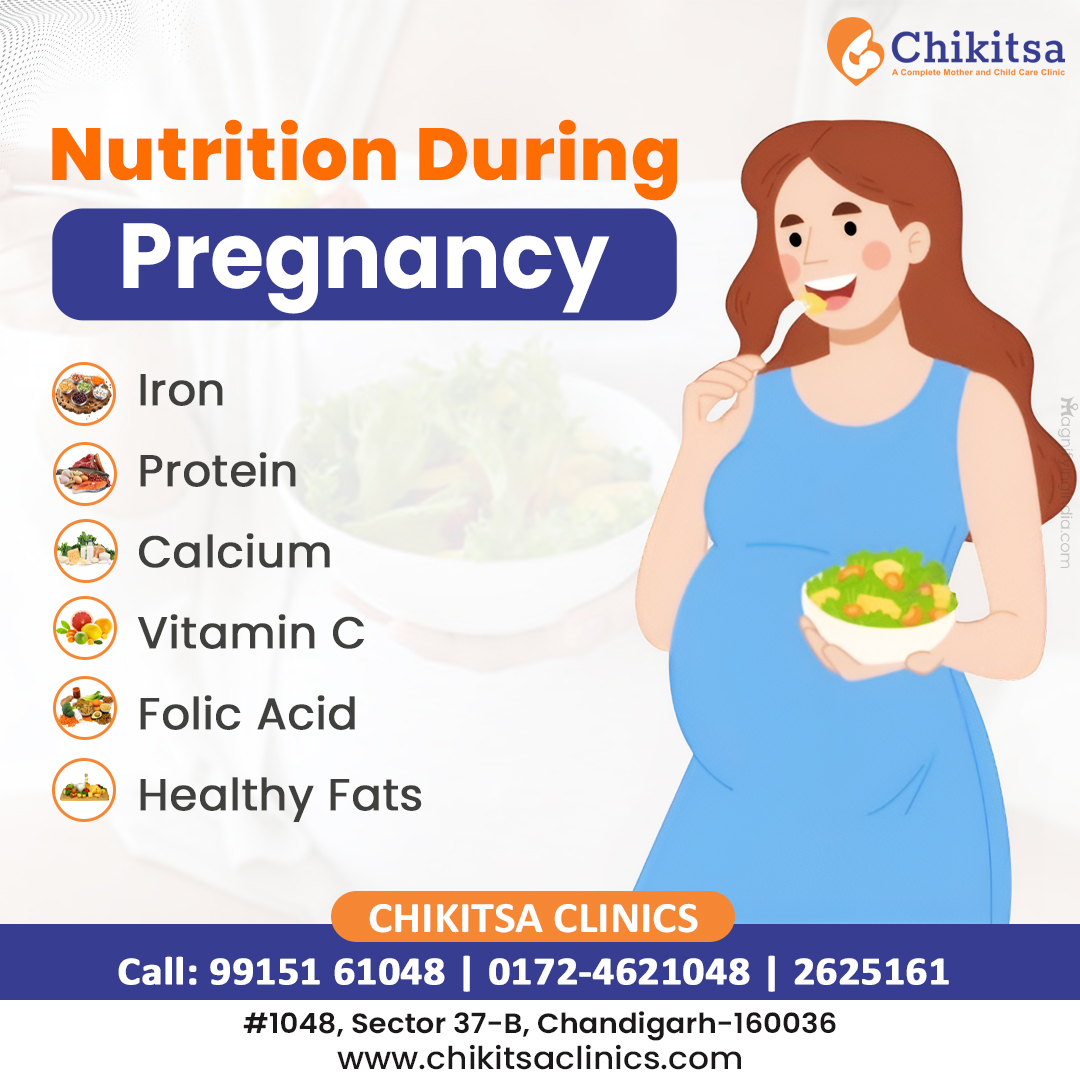 Chikitsa
A Complete Mother and Child Care Clinic
Nutrition During
Pregnancy
Iron
Protein
Calcium
Vitamin C
Folic Acid
Healthy Fats
CHIKITSA CLINICS
Call: 99151 61048 | 0172-4621048 | 2625161
#1048, Sector 37-B, Chandigarh-160036
www.chikitsaclinics.com